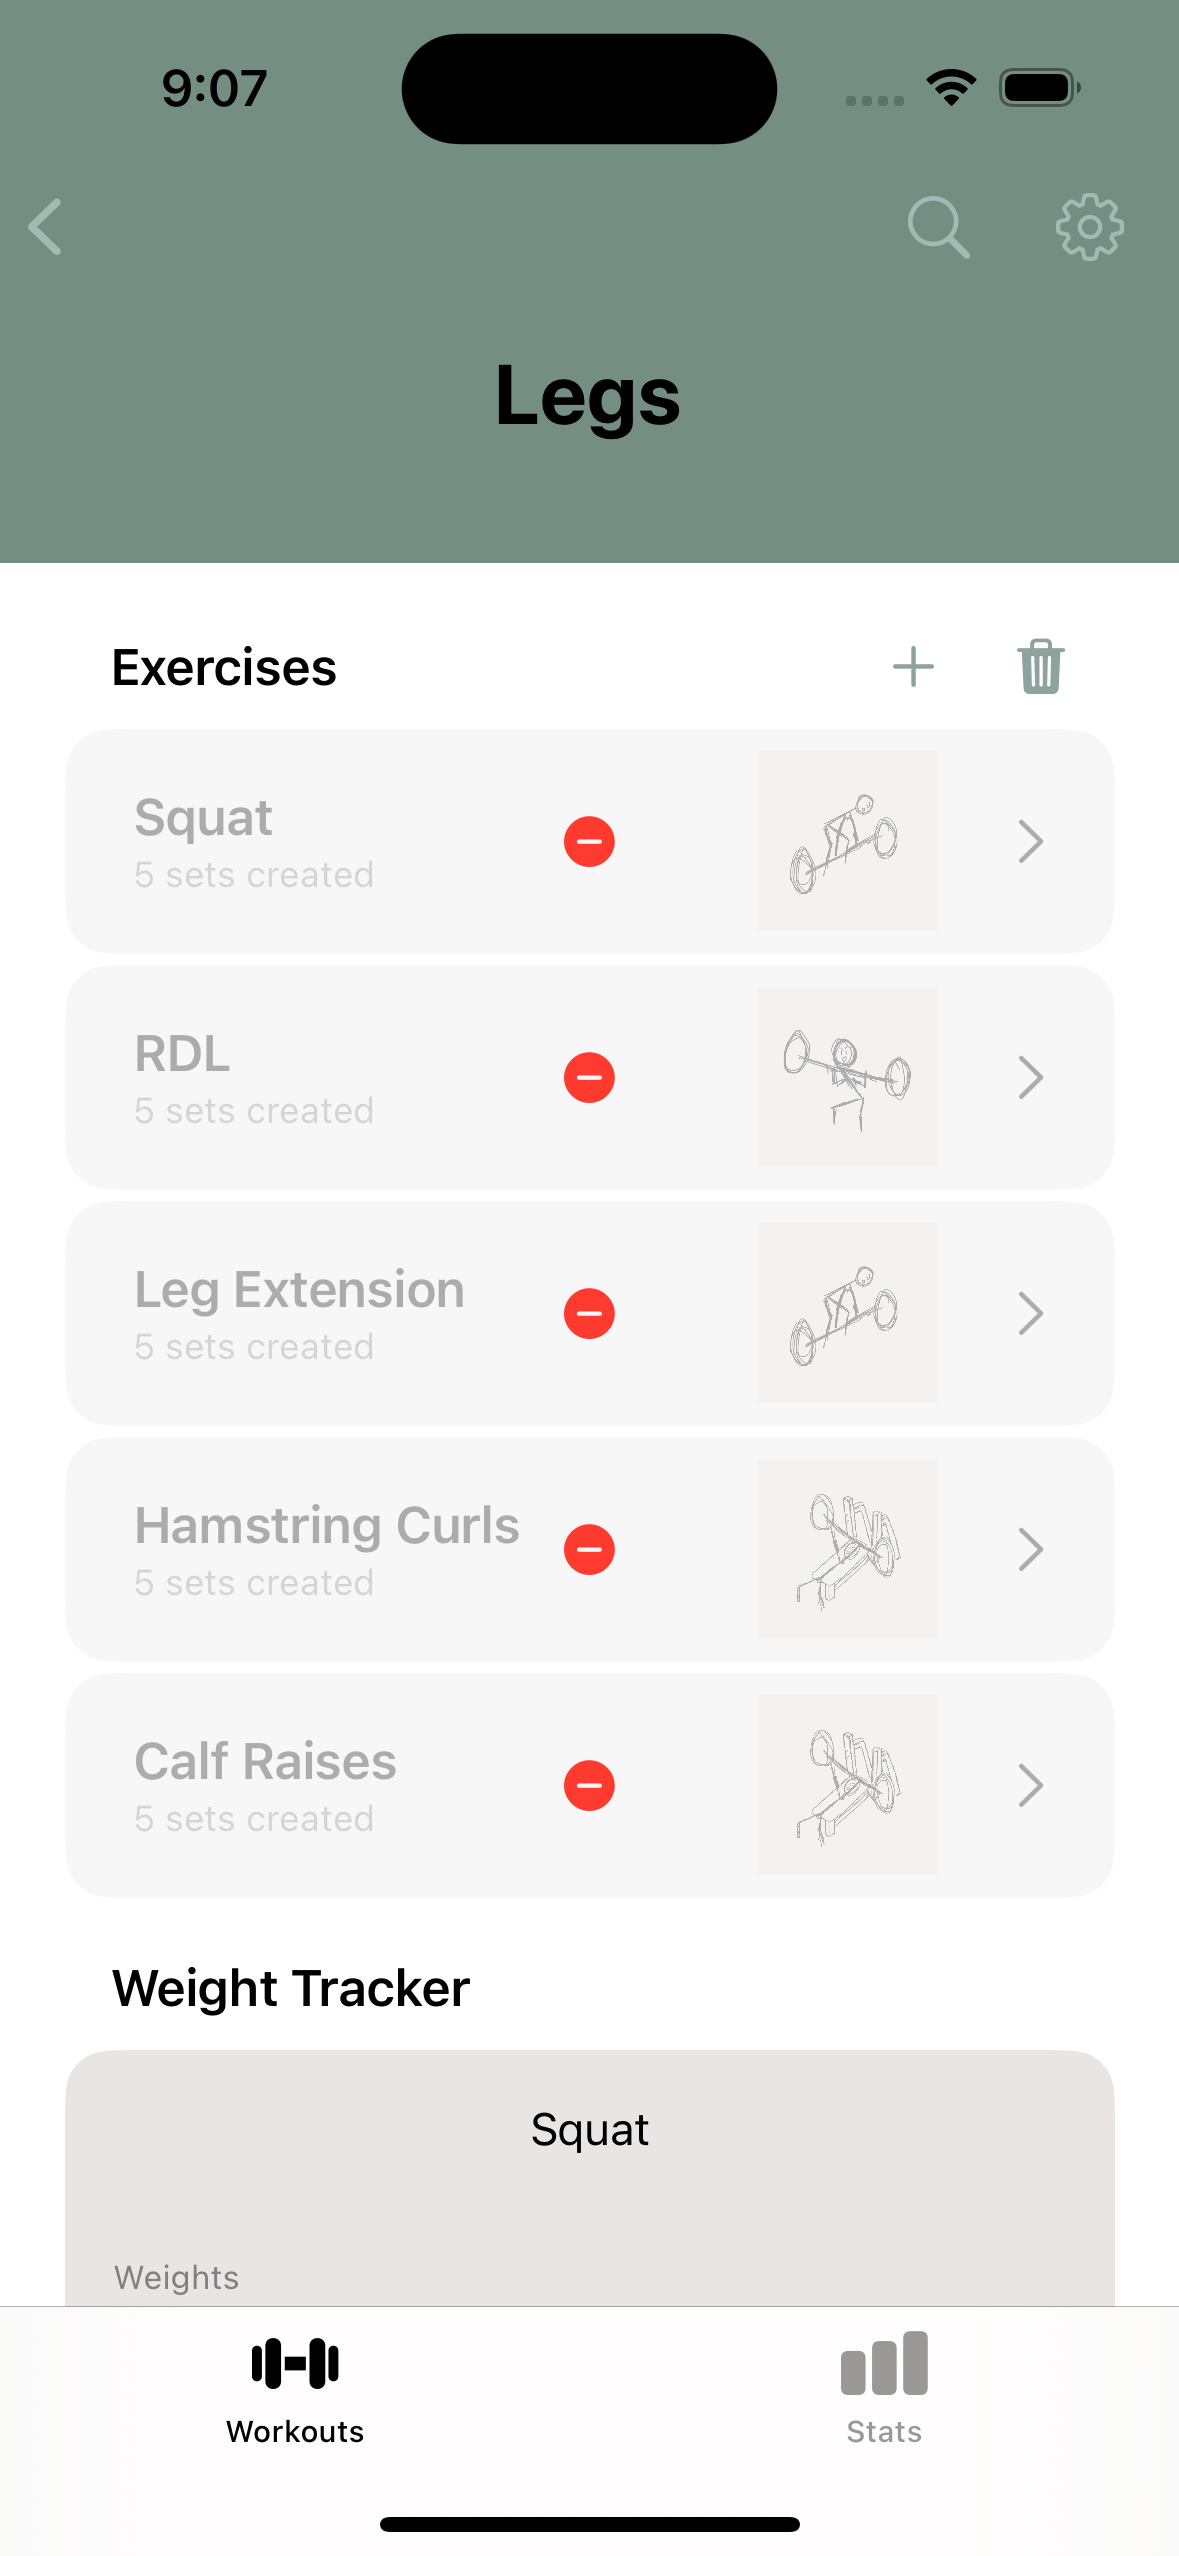 9:07
Legs
Exercises
Squat
5 sets created
RDL
5 sets created
Leg Extension
5 sets created
Hamstring Curls
5 sets created
Calf Raises
5 sets created
Weight Tracker
Squat
Weights
Workouts
Stats